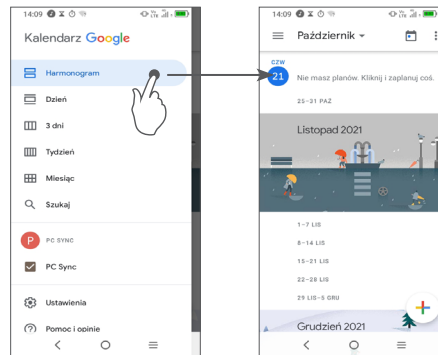 14:09
Kalendarz Google
Harmonogram
Dzień
3 dni
Tydzień
Miesiąc
Szukaj
P PC SYNC
PC Sync
Ustawienia
Pomoc i opinie
14:09
Październik
CZW
21 Nie masz planów. Kliknij i zaplanuj coś.
25–31 PAŹ
Listopad 2021
1–7 LIS
8–14 LIS
15–21 LIS
22–28 LIS
29 LIS–5 GRU
Grudzień 2021